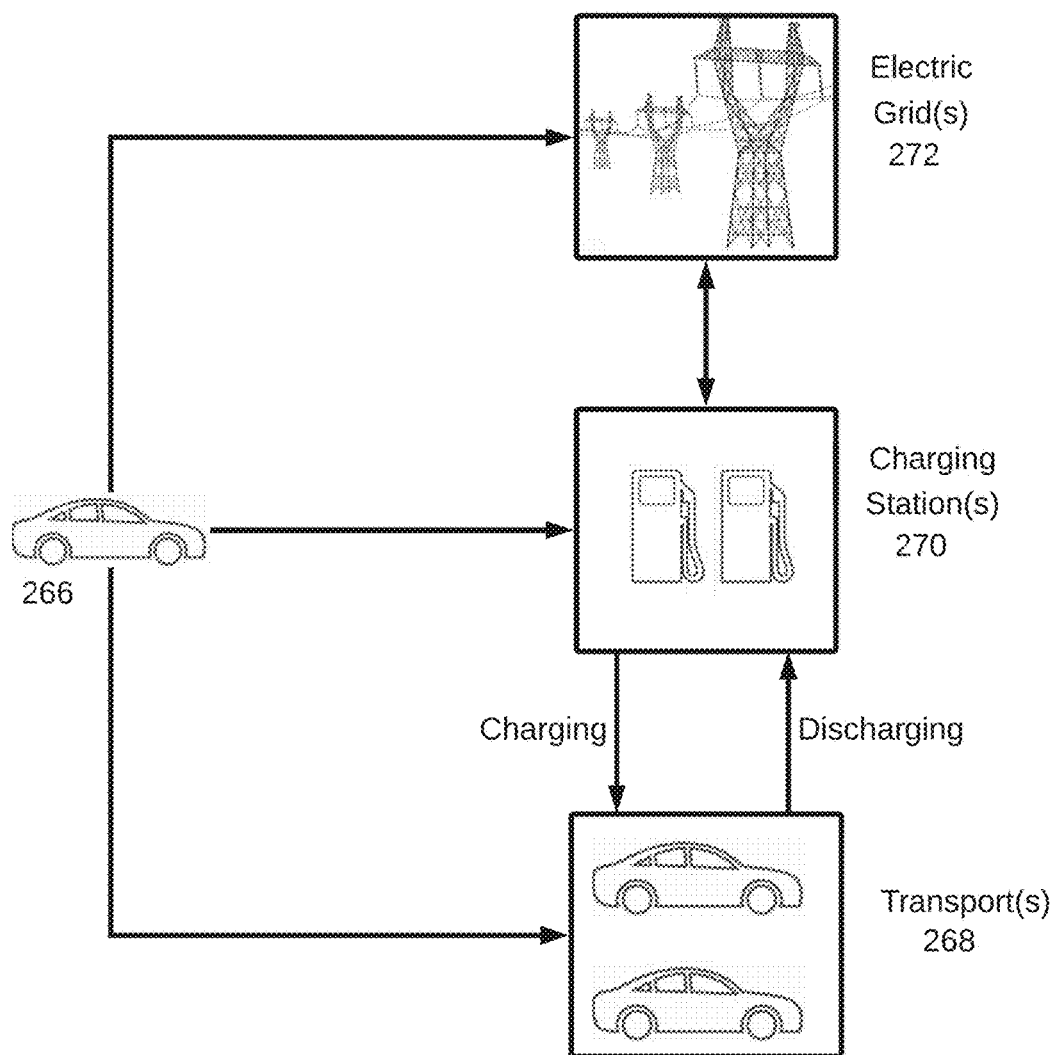 Electric
Grid(s)
272
Charging
Station(s)
270
266
Charging
Discharging
Transport(s)
268